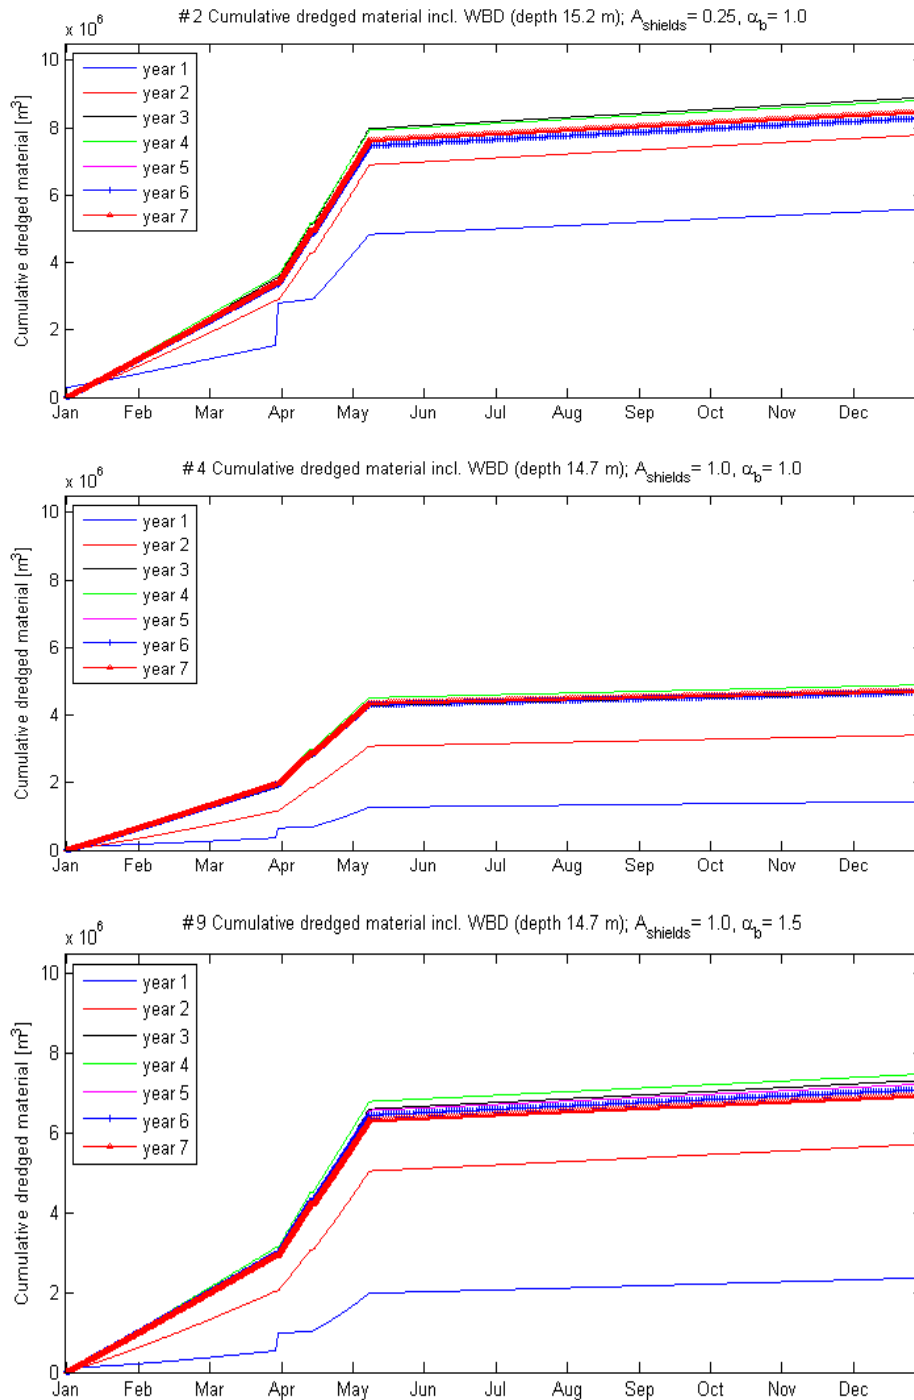 #2 Cumulative dredged material incl. WBD (depth 15.2 m); A_shields= 0.25, α_b= 1.0
x 10^6
10
8
6
4
2
0
Cumulative dredged material [m³]
year 1
year 2
year 3
year 4
year 5
year 6
year 7
Jan Feb Mar Apr May Jun Jul Aug Sep Oct Nov Dec
#4 Cumulative dredged material incl. WBD (depth 14.7 m); A_shields= 1.0, α_b= 1.0
x 10^6
10
8
6
4
2
0
Cumulative dredged material [m³]
year 1
year 2
year 3
year 4
year 5
year 6
year 7
Jan Feb Mar Apr May Jun Jul Aug Sep Oct Nov Dec
#9 Cumulative dredged material incl. WBD (depth 14.7 m); A_shields= 1.0, α_b= 1.5
x 10^6
10
8
6
4
2
0
Cumulative dredged material [m³]
year 1
year 2
year 3
year 4
year 5
year 6
year 7
Jan Feb Mar Apr May Jun Jul Aug Sep Oct Nov Dec